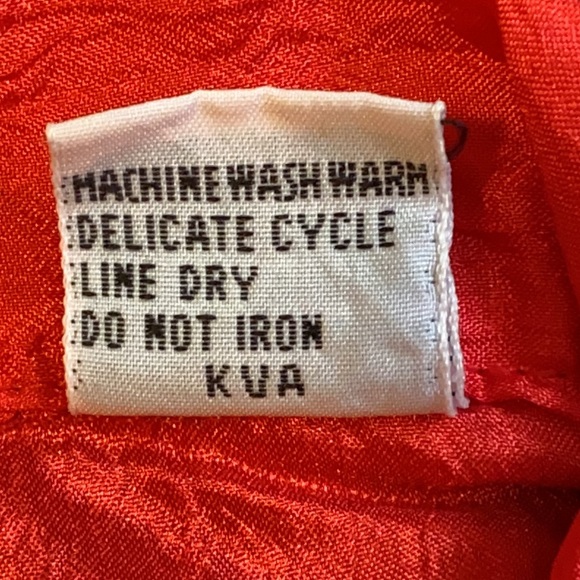 MACHINE WASH WARM
DELICATE CYCLE
LINE DRY
DO NOT IRON
KVA